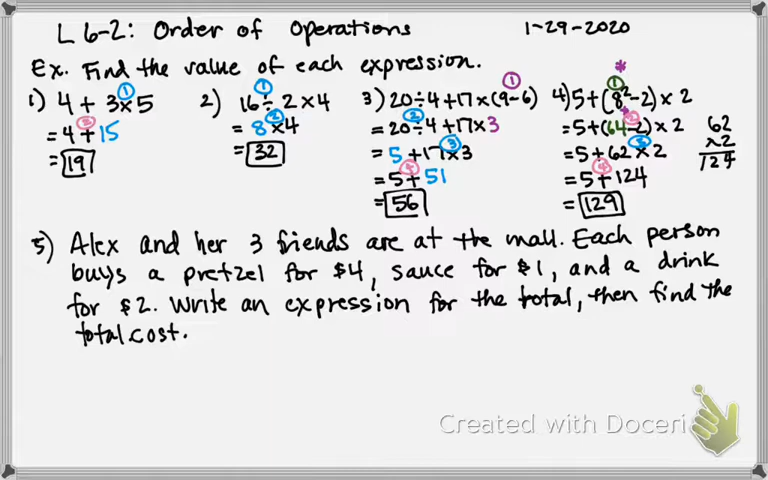 L 6-2: Order of Operations 1-29-2020
Ex. Find the value of each expression.
1) 4 + 3×5
= 4 + 15
= 19
2) 16 ÷ 2 × 4
= 8 × 4
= 32
3) 20 ÷ 4 + 17 × (9-6)
= 20 ÷ 4 + 17 × 3
= 5 + 17 × 3
= 5 + 51
= 56
4) 5 + (8² - 2) × 2
= 5 + (64 - 2) × 2
= 5 + 62 × 2
= 5 + 124
= 129
62
×2
124
5) Alex and her 3 friends are at the mall. Each person
buys a pretzel for $4, sauce for $1, and a drink
for $2. Write an expression for the total, then find the
total cost.
Created with Doceri